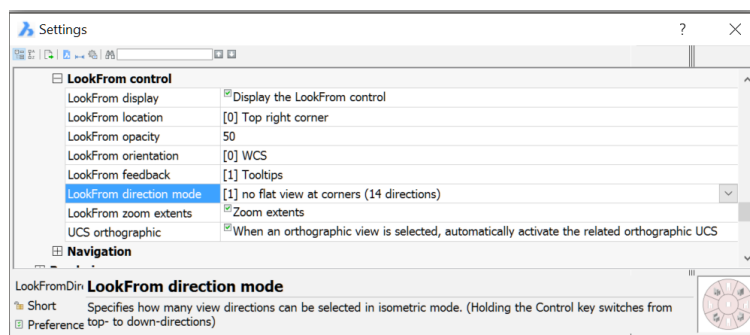 Settings
LookFrom control
LookFrom display Display the LookFrom control
LookFrom location [0] Top right corner
LookFrom opacity 50
LookFrom orientation [0] WCS
LookFrom feedback [1] Tooltips
LookFrom direction mode [1] no flat view at corners (14 directions)
LookFrom zoom extents Zoom extents
UCS orthographic When an orthographic view is selected, automatically activate the related orthographic UCS
Navigation
LookFromDir LookFrom direction mode
Short Specifies how many view directions can be selected in isometric mode. (Holding the Control key switches from
Preference top- to down-directions)